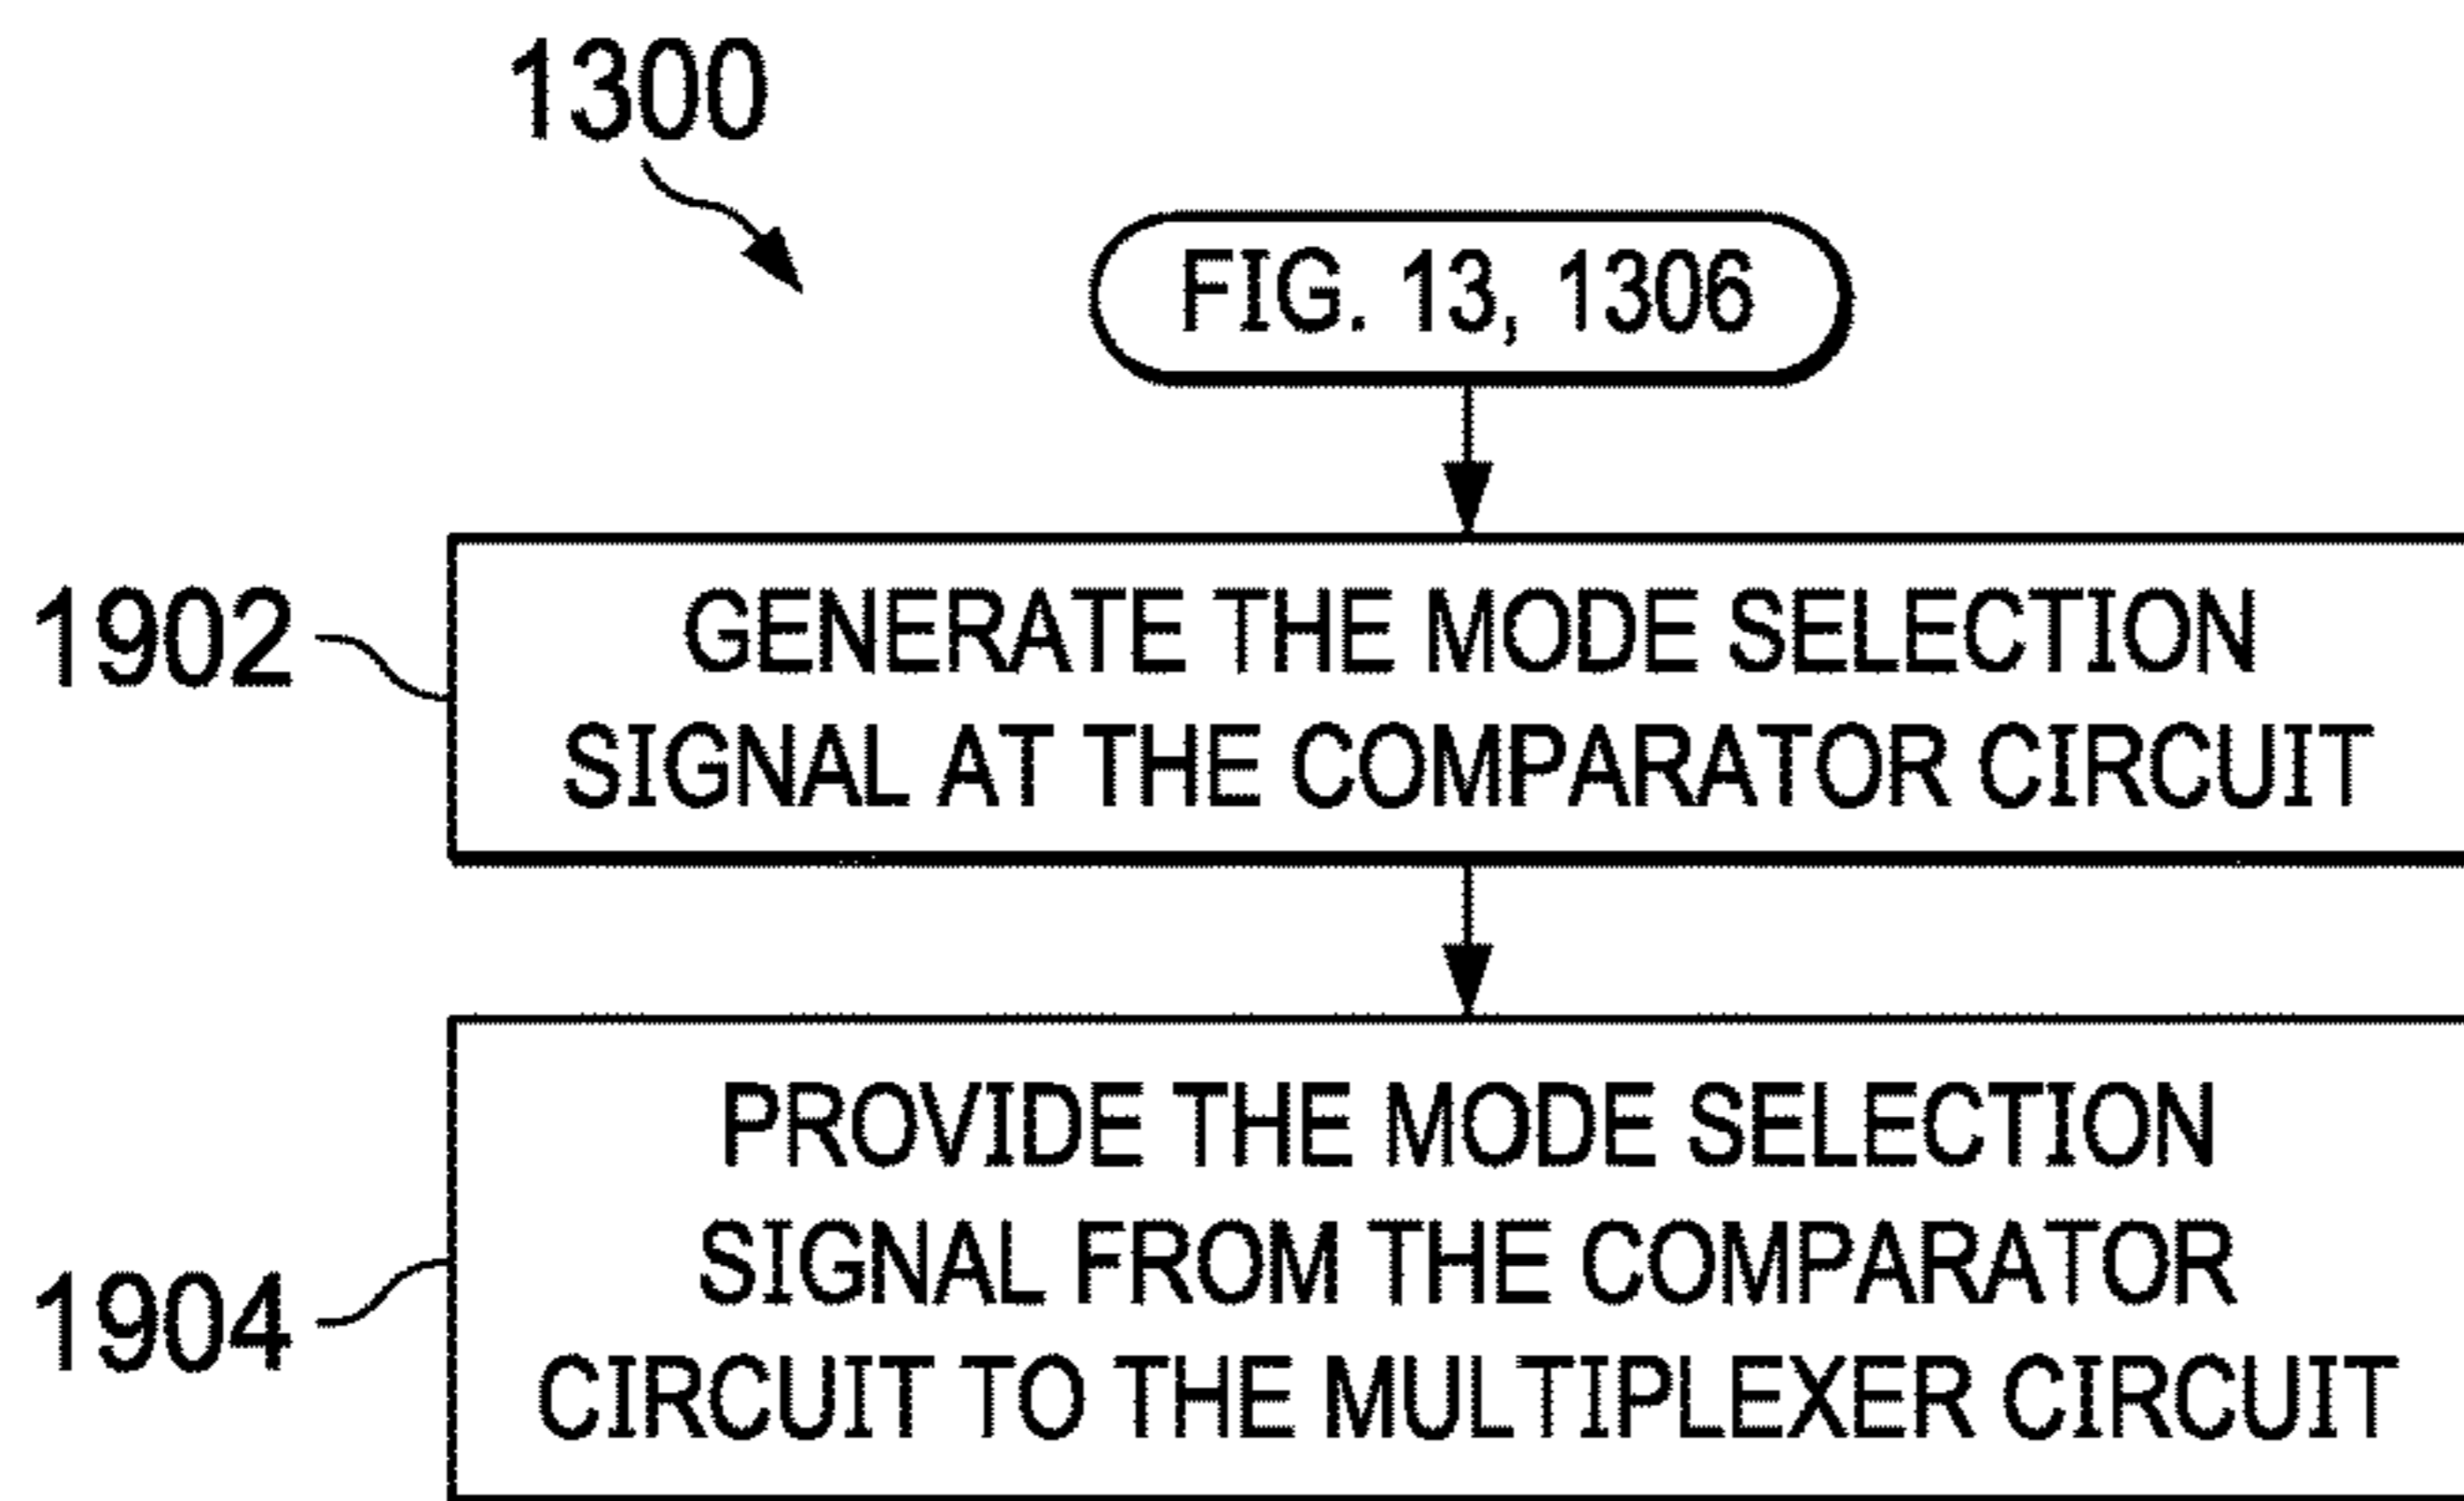 1300
FIG. 13, 1306
1902
GENERATE THE MODE SELECTION
SIGNAL AT THE COMPARATOR CIRCUIT
1904
PROVIDE THE MODE SELECTION
SIGNAL FROM THE COMPARATOR
CIRCUIT TO THE MULTIPLEXER CIRCUIT